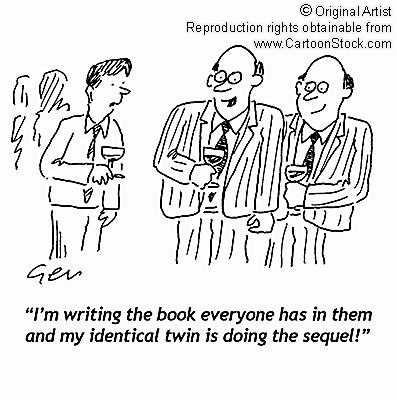 © Original Artist
Reproduction rights obtainable from
www.CartoonStock.com
Gen
"I'm writing the book everyone has in them
and my identical twin is doing the sequel!"